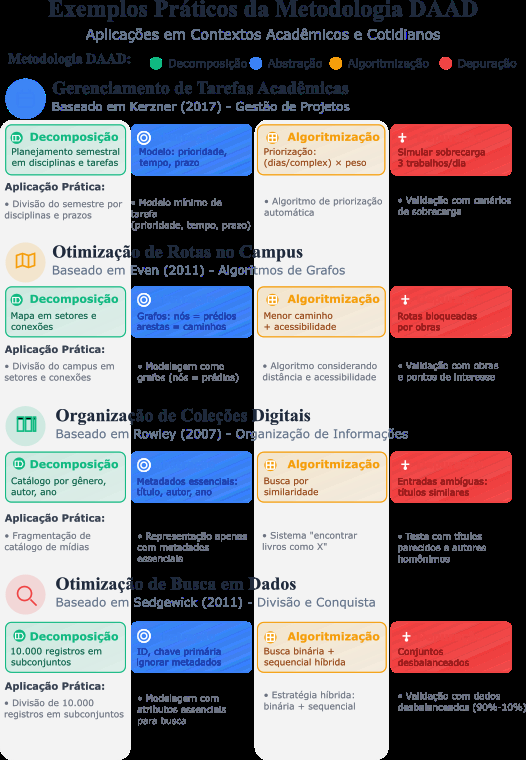 Exemplos Práticos da Metodologia DAAD
Aplicações em Contextos Acadêmicos e Cotidianos
Metodologia DAAD:
Decomposição
Abstração
Algoritmização
Depuração
Gerenciamento de Tarefas Acadêmicas
Baseado em Kerzner (2017) - Gestão de Projetos
Decomposição
Planejamento semestral
em disciplinas e tarefas
Modelo: prioridade,
tempo, prazo
Algoritmização
Priorização:
(dias/complex) × peso
Simular sobrecarga
3 trabalhos/dia
Aplicação Prática:
• Divisão do semestre por
disciplinas e prazos
• Modelo mínimo de
tarefa
(prioridade, tempo, prazo)
• Algoritmo de priorização
automática
• Validação com cenários
de sobrecarga
Otimização de Rotas no Campus
Baseado em Even (2011) - Algoritmos de Grafos
Decomposição
Mapa em setores e
conexões
Grafos: nós = prédios
arestas = caminhos
Algoritmização
Menor caminho
+ acessibilidade
Rotas bloqueadas
por obras
Aplicação Prática:
• Divisão do campus em
setores e conexões
• Modelagem como
grafos (nós = prédios)
• Algoritmo considerando
distância e acessibilidade
• Validação com obras
e pontos de interesse
Organização de Coleções Digitais
Baseado em Rowley (2007) - Organização de Informações
Decomposição
Catálogo por gênero,
autor, ano
Metadados essenciais:
título, autor, ano
Algoritmização
Busca por
similaridade
Entradas ambíguas:
títulos similares
Aplicação Prática:
• Fragmentação de
catálogo de mídias
• Representação apenas
com metadados
essenciais
• Sistema "encontrar
livros como X"
• Testa com títulos
parecidos e autores
homônimos
Otimização de Busca em Dados
Baseado em Sedgewick (2011) - Divisão e Conquista
Decomposição
10.000 registros em
subconjuntos
ID, chave primária
ignorar metadados
Algoritmização
Busca binária +
sequencial híbrida
Conjuntos
desbalanceados
Aplicação Prática:
• Divisão de 10.000
registros em subconjuntos
• Modelagem com
atributos essenciais
para busca
• Estratégia híbrida:
binária + sequencial
• Validação com dados
desbalanceados (90%-10%)